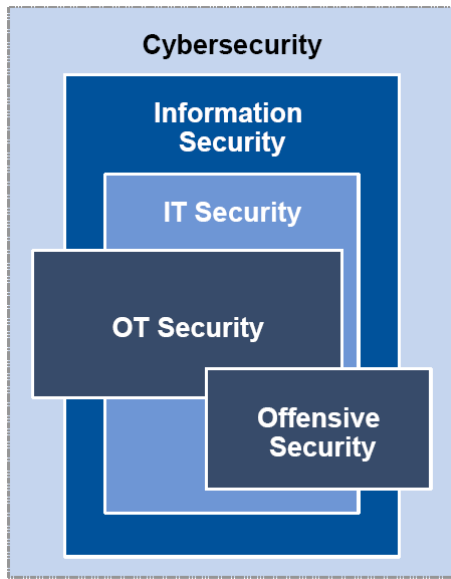 Cybersecurity
Information
Security
IT Security
OT Security
Offensive
Security